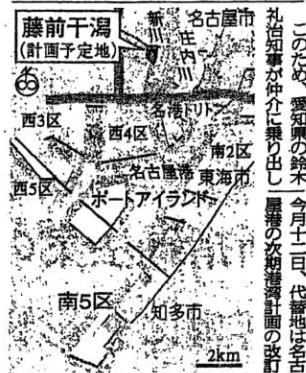 このため、愛知県の鈴木
礼治知事が仲介に乗り出し
今月十二日、代替地は名古
屋港の次期港湾計画の改訂
藤前干潟
(計画予定地)
新川
庄内川
名古屋市
名港トリトン
西3区
西4区
南2区
西5区
名古屋港
東海市
ポートアイランド
南5区
知多市
2km